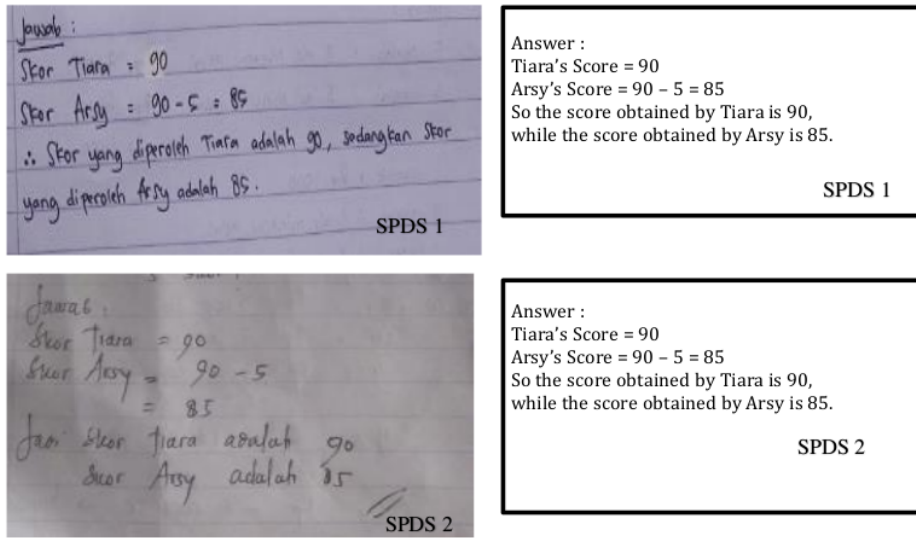 Jawab :
Skor Tiara = 90
Skor Arsy = 90 - 5 = 85
∴ Skor yang diperoleh Tiara adalah 90, sedangkan Skor
yang diperoleh Arsy adalah 85.
SPDS 1
Answer :
Tiara's Score = 90
Arsy's Score = 90 – 5 = 85
So the score obtained by Tiara is 90,
while the score obtained by Arsy is 85.
SPDS 1
Jawab :
Skor Tiara = 90
Skor Arsy = 90 - 5
= 85
Jadi Skor Tiara adalah 90
Skor Arsy adalah 85
SPDS 2
Answer :
Tiara's Score = 90
Arsy's Score = 90 – 5 = 85
So the score obtained by Tiara is 90,
while the score obtained by Arsy is 85.
SPDS 2